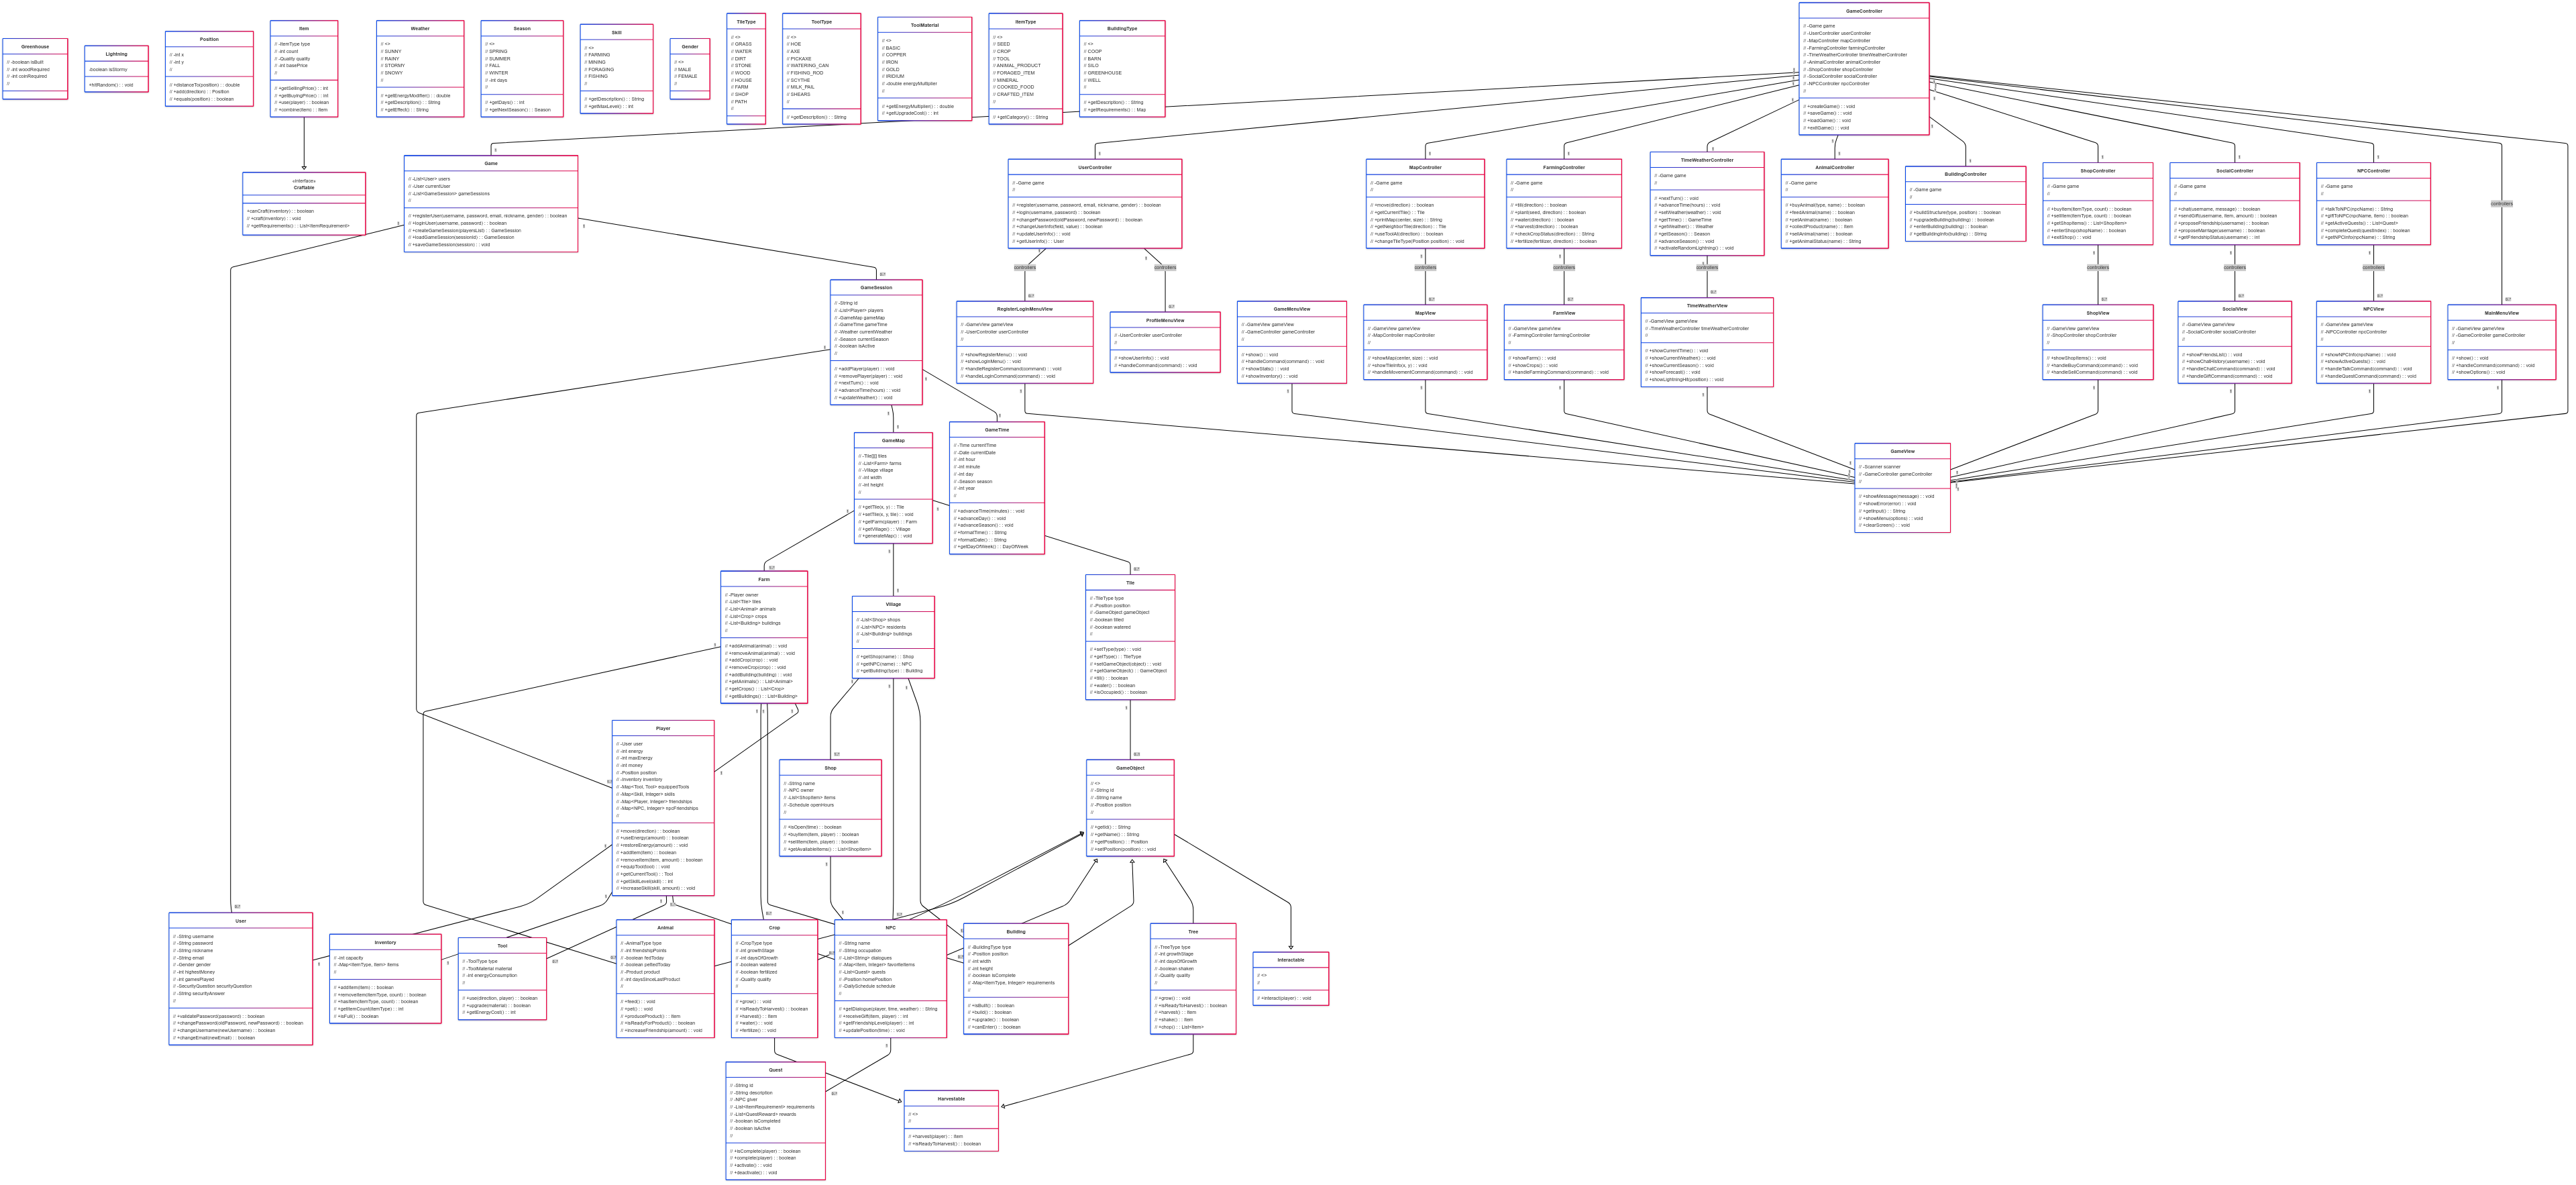 Greenhouse
// -boolean isBuilt
// -int woodRequired
// -int coinRequired
//
Lightning
-boolean isStormy
+hitRandom() : : void
Position
// -int x
// -int y
//
// +distanceTo(position) : : double
// +add(direction) : : Position
// +equals(position) : : boolean
Item
// -ItemType type
// -int count
// -Quality quality
// -int basePrice
//
// +getSellingPrice() : : int
// +getBuyingPrice() : : int
// +use(player) : : boolean
// +combine(item) : : Item
Weather
// <>
// SUNNY
// RAINY
// STORMY
// SNOWY
//
// +getEnergyModifier() : : double
// +getDescription() : : String
// +getEffect() : : String
Season
// <>
// SPRING
// SUMMER
// FALL
// WINTER
// -int days
//
// +getDays() : : int
// +getNextSeason() : : Season
Skill
// <>
// FARMING
// MINING
// FORAGING
// FISHING
//
// +getDescription() : : String
// +getMaxLevel() : : int
Gender
// <>
// MALE
// FEMALE
//
TileType
// <>
// GRASS
// WATER
// DIRT
// STONE
// WOOD
// HOUSE
// FARM
// SHOP
// PATH
//
ToolType
// <>
// HOE
// AXE
// PICKAXE
// WATERING_CAN
// FISHING_ROD
// SCYTHE
// MILK_PAIL
// SHEARS
//
// +getDescription() : : String
ToolMaterial
// <>
// BASIC
// COPPER
// IRON
// GOLD
// IRIDIUM
// -double energyMultiplier
//
// +getEnergyMultiplier() : : double
// +getUpgradeCost() : : int
ItemType
// <>
// SEED
// CROP
// TOOL
// ANIMAL_PRODUCT
// FORAGED_ITEM
// MINERAL
// COOKED_FOOD
// CRAFTED_ITEM
//
// +getCategory() : : String
BuildingType
// <>
// COOP
// BARN
// SILO
// GREENHOUSE
// WELL
//
// +getDescription() : : String
// +getRequirements() : : Map
GameController
// -Game game
// -UserController userController
// -MapController mapController
// -FarmingController farmingController
// -TimeWeatherController timeWeatherController
// -AnimalController animalController
// -ShopController shopController
// -SocialController socialController
// -NPCController npcController
//
// +createGame() : : void
// +saveGame() : : void
// +loadGame() : : void
// +exitGame() : : void
«interface»
Craftable
+canCraft(inventory) : : boolean
// +craft(inventory) : : void
// +getRequirements() : : List<ItemRequirement>
Game
// -List<User> users
// -User currentUser
// -List<GameSession> gameSessions
//
// +registerUser(username, password, email, nickname, gender) : : boolean
// +loginUser(username, password) : : boolean
// +createGameSession(playersList) : : GameSession
// +loadGameSession(sessionId) : : GameSession
// +saveGameSession(session) : : void
UserController
// -Game game
//
// +register(username, password, email, nickname, gender) : : boolean
// +login(username, password) : : boolean
// +changePassword(oldPassword, newPassword) : : boolean
// +changeUserInfo(field, value) : : boolean
// +updateUserInfo() : : void
// +getUserInfo() : : User
MapController
// -Game game
//
// +move(direction) : : boolean
// +getCurrentTile() : : Tile
// +printMap(center, size) : : String
// +getNeighborTile(direction) : : Tile
// +useToolAt(direction) : : boolean
// +changeTileType(Position position) : : void
FarmingController
// -Game game
//
// +till(direction) : : boolean
// +plant(seed, direction) : : boolean
// +water(direction) : : boolean
// +harvest(direction) : : boolean
// +checkCropStatus(direction) : : String
// +fertilize(fertilizer, direction) : : boolean
TimeWeatherController
// -Game game
//
// +nextTurn() : : void
// +advanceTime(hours) : : void
// +setWeather(weather) : : void
// +getTime() : : GameTime
// +getWeather() : : Weather
// +getSeason() : : Season
// +advanceSeason() : : void
// +activateRandomLightning() : : void
AnimalController
// -Game game
//
// +buyAnimal(type, name) : : boolean
// +feedAnimal(name) : : boolean
// +petAnimal(name) : : boolean
// +collectProduct(name) : : Item
// +sellAnimal(name) : : boolean
// +getAnimalStatus(name) : : String
BuildingController
// -Game game
//
// +buildStructure(type, position) : : boolean
// +upgradeBuilding(building) : : boolean
// +enterBuilding(building) : : boolean
// +getBuildingInfo(building) : : String
ShopController
// -Game game
//
// +buyItem(itemType, count) : : boolean
// +sellItem(itemType, count) : : boolean
// +getShopItems() : : List<ShopItem>
// +enterShop(shopName) : : boolean
// +exitShop() : : void
SocialController
// -Game game
//
// +chat(username, message) : : boolean
// +sendGift(username, item, amount) : : boolean
// +proposeMarriage(username) : : boolean
// +proposeFriendship(username) : : boolean
// +getFriendshipStatus(username) : : int
NPCController
// -Game game
//
// +talkToNPC(npcName) : : String
// +giftToNPC(npcName, item) : : boolean
// +getActiveQuests() : : List<Quest>
// +completeQuest(questIndex) : : boolean
// +getNPCInfo(npcName) : : String
controllers
controllers
controllers
controllers
controllers
controllers
controllers
controllers
controllers
GameSession
// -String id
// -List<Player> players
// -GameMap gameMap
// -GameTime gameTime
// -Weather currentWeather
// -Season currentSeason
// -boolean isActive
//
// +addPlayer(player) : : void
// +removePlayer(player) : : void
// +nextTurn() : : void
// +advanceTime(hours) : : void
// +updateWeather() : : void
RegisterLoginMenuView
// -GameView gameView
// -UserController userController
//
// +showRegisterMenu() : : void
// +showLoginMenu() : : void
// +handleRegisterCommand(command) : : void
// +handleLoginCommand(command) : : void
ProfileMenuView
// -UserController userController
//
// +showUserInfo() : : void
// +handleCommand(command) : : void
GameMenuView
// -GameView gameView
// -GameController gameController
//
// +show() : : void
// +handleCommand(command) : : void
// +showStats() : : void
// +showInventory() : : void
MapView
// -GameView gameView
// -MapController mapController
//
// +showMap(center, size) : : void
// +showTileInfo(x, y) : : void
// +handleMovementCommand(command) : : void
FarmView
// -GameView gameView
// -FarmingController farmingController
//
// +showFarm() : : void
// +showCrops() : : void
// +handleFarmingCommand(command) : : void
TimeWeatherView
// -GameView gameView
// -TimeWeatherController timeWeatherController
//
// +showCurrentTime() : : void
// +showCurrentWeather() : : void
// +showCurrentSeason() : : void
// +showForecast() : : void
// +showLightningHit(position) : : void
ShopView
// -GameView gameView
// -ShopController shopController
//
// +showShopItems() : : void
// +handleBuyCommand(command) : : void
// +handleSellCommand(command) : : void
SocialView
// -GameView gameView
// -SocialController socialController
//
// +showFriendsList() : : void
// +showChatHistory(username) : : void
// +handleChatCommand(command) : : void
// +handleGiftCommand(command) : : void
NPCView
// -GameView gameView
// -NPCController npcController
//
// +showNPCInfo(npcName) : : void
// +showActiveQuests() : : void
// +handleTalkCommand(command) : : void
// +handleQuestCommand(command) : : void
MainMenuView
// -GameView gameView
// -GameController gameController
//
// +show() : : void
// +handleCommand(command) : : void
// +showOptions() : : void
GameMap
// -Tile[][] tiles
// -List<Farm> farms
// -Village village
// -int width
// -int height
//
// +getTile(x, y) : : Tile
// +setTile(x, y, tile) : : void
// +getFarm(player) : : Farm
// +getVillage() : : Village
// +generateMap() : : void
GameTime
// -Time currentTime
// -Date currentDate
// -int hour
// -int minute
// -int day
// -Season season
// -int year
//
// +advanceTime(minutes) : : void
// +advanceDay() : : void
// +advanceSeason() : : void
// +formatTime() : : String
// +formatDate() : : String
// +getDayOfWeek() : : DayOfWeek
GameView
// -Scanner scanner
// -GameController gameController
//
// +showMessage(message) : : void
// +showError(error) : : void
// +getInput() : : String
// +showMenu(options) : : void
// +clearScreen() : : void
Farm
// -Player owner
// -List<Tile> tiles
// -List<Animal> animals
// -List<Crop> crops
// -List<Building> buildings
//
// +addAnimal(animal) : : void
// +removeAnimal(animal) : : void
// +addCrop(crop) : : void
// +removeCrop(crop) : : void
// +addBuilding(building) : : void
// +getAnimals() : : List<Animal>
// +getCrops() : : List<Crop>
// +getBuildings() : : List<Building>
Village
// -List<Shop> shops
// -List<NPC> residents
// -List<Building> buildings
//
// +getShop(name) : : Shop
// +getNPC(name) : : NPC
// +getBuilding(type) : : Building
Tile
// -TileType type
// -Position position
// -GameObject gameObject
// -boolean tilled
// -boolean watered
//
// +setType(type) : : void
// +getType() : : TileType
// +setGameObject(object) : : void
// +getGameObject() : : GameObject
// +till() : : boolean
// +water() : : boolean
// +isOccupied() : : boolean
Player
// -User user
// -int energy
// -int maxEnergy
// -int money
// -Position position
// -Inventory inventory
// -Map<Tool, Tool> equippedTools
// -Map<Skill, Integer> skills
// -Map<Player, Integer> friendships
// -Map<NPC, Integer> npcFriendships
//
// +move(direction) : : boolean
// +useEnergy(amount) : : boolean
// +restoreEnergy(amount) : : void
// +addItem(item) : : boolean
// +removeItem(item, amount) : : boolean
// +equipTool(tool) : : void
// +getCurrentTool() : : Tool
// +getSkillLevel(skill) : : int
// +increaseSkill(skill, amount) : : void
Shop
// -String name
// -NPC owner
// -List<ShopItem> items
// -Schedule openHours
//
// +isOpen(time) : : boolean
// +buyItem(item, player) : : boolean
// +sellItem(item, player) : : boolean
// +getAvailableItems() : : List<ShopItem>
GameObject
// <>
// -String id
// -String name
// -Position position
//
// +getId() : : String
// +getName() : : String
// +getPosition() : : Position
// +setPosition(position) : : void
User
// -String username
// -String password
// -String nickname
// -String email
// -Gender gender
// -int highestMoney
// -int gamesPlayed
// -SecurityQuestion securityQuestion
// -String securityAnswer
//
// +validatePassword(password) : : boolean
// +changePassword(oldPassword, newPassword) : : boolean
// +changeUsername(newUsername) : : boolean
// +changeEmail(newEmail) : : boolean
Inventory
// -int capacity
// -Map<ItemType, Item> items
//
// +addItem(item) : : boolean
// +removeItem(itemType, count) : : boolean
// +hasItem(itemType, count) : : boolean
// +getItemCount(itemType) : : int
// +isFull() : : boolean
Tool
// -ToolType type
// -ToolMaterial material
// -int energyConsumption
//
// +use(direction, player) : : boolean
// +upgrade(material) : : boolean
// +getEnergyCost() : : int
Animal
// -AnimalType type
// -int friendshipPoints
// -boolean fedToday
// -boolean pettedToday
// -Product product
// -int daysSinceLastProduct
//
// +feed() : : void
// +pet() : : void
// +produceProduct() : : Item
// +isReadyForProduct() : : boolean
// +increaseFriendship(amount) : : void
Crop
// -CropType type
// -int growthStage
// -int daysOfGrowth
// -boolean watered
// -boolean fertilized
// -Quality quality
//
// +grow() : : void
// +isReadyToHarvest() : : boolean
// +harvest() : : Item
// +water() : : void
// +fertilize() : : void
NPC
// -String name
// -String occupation
// -List<String> dialogues
// -Map<Item, Integer> favoriteItems
// -List<Quest> quests
// -Position homePosition
// -DailySchedule schedule
//
// +getDialogue(player, time, weather) : : String
// +receiveGift(item, player) : : int
// +getFriendshipLevel(player) : : int
// +updatePosition(time) : : void
Building
// -BuildingType type
// -Position position
// -int width
// -int height
// -boolean isComplete
// -Map<ItemType, Integer> requirements
//
// +isBuilt() : : boolean
// +build() : : boolean
// +upgrade() : : boolean
// +canEnter() : : boolean
Tree
// -TreeType type
// -int growthStage
// -int daysOfGrowth
// -boolean shaken
// -Quality quality
//
// +grow() : : void
// +isReadyToHarvest() : : boolean
// +harvest() : : Item
// +shake() : : Item
// +chop() : : List<Item>
Interactable
// <>
//
// +interact(player) : : void
Quest
// -String id
// -String description
// -NPC giver
// -List<ItemRequirement> requirements
// -List<QuestReward> rewards
// -boolean isCompleted
// -boolean isActive
//
// +isComplete(player) : : boolean
// +complete(player) : : boolean
// +activate() : : void
// +deactivate() : : void
Harvestable
// <>
//
// +harvest(player) : : Item
// +isReadyToHarvest() : : boolean